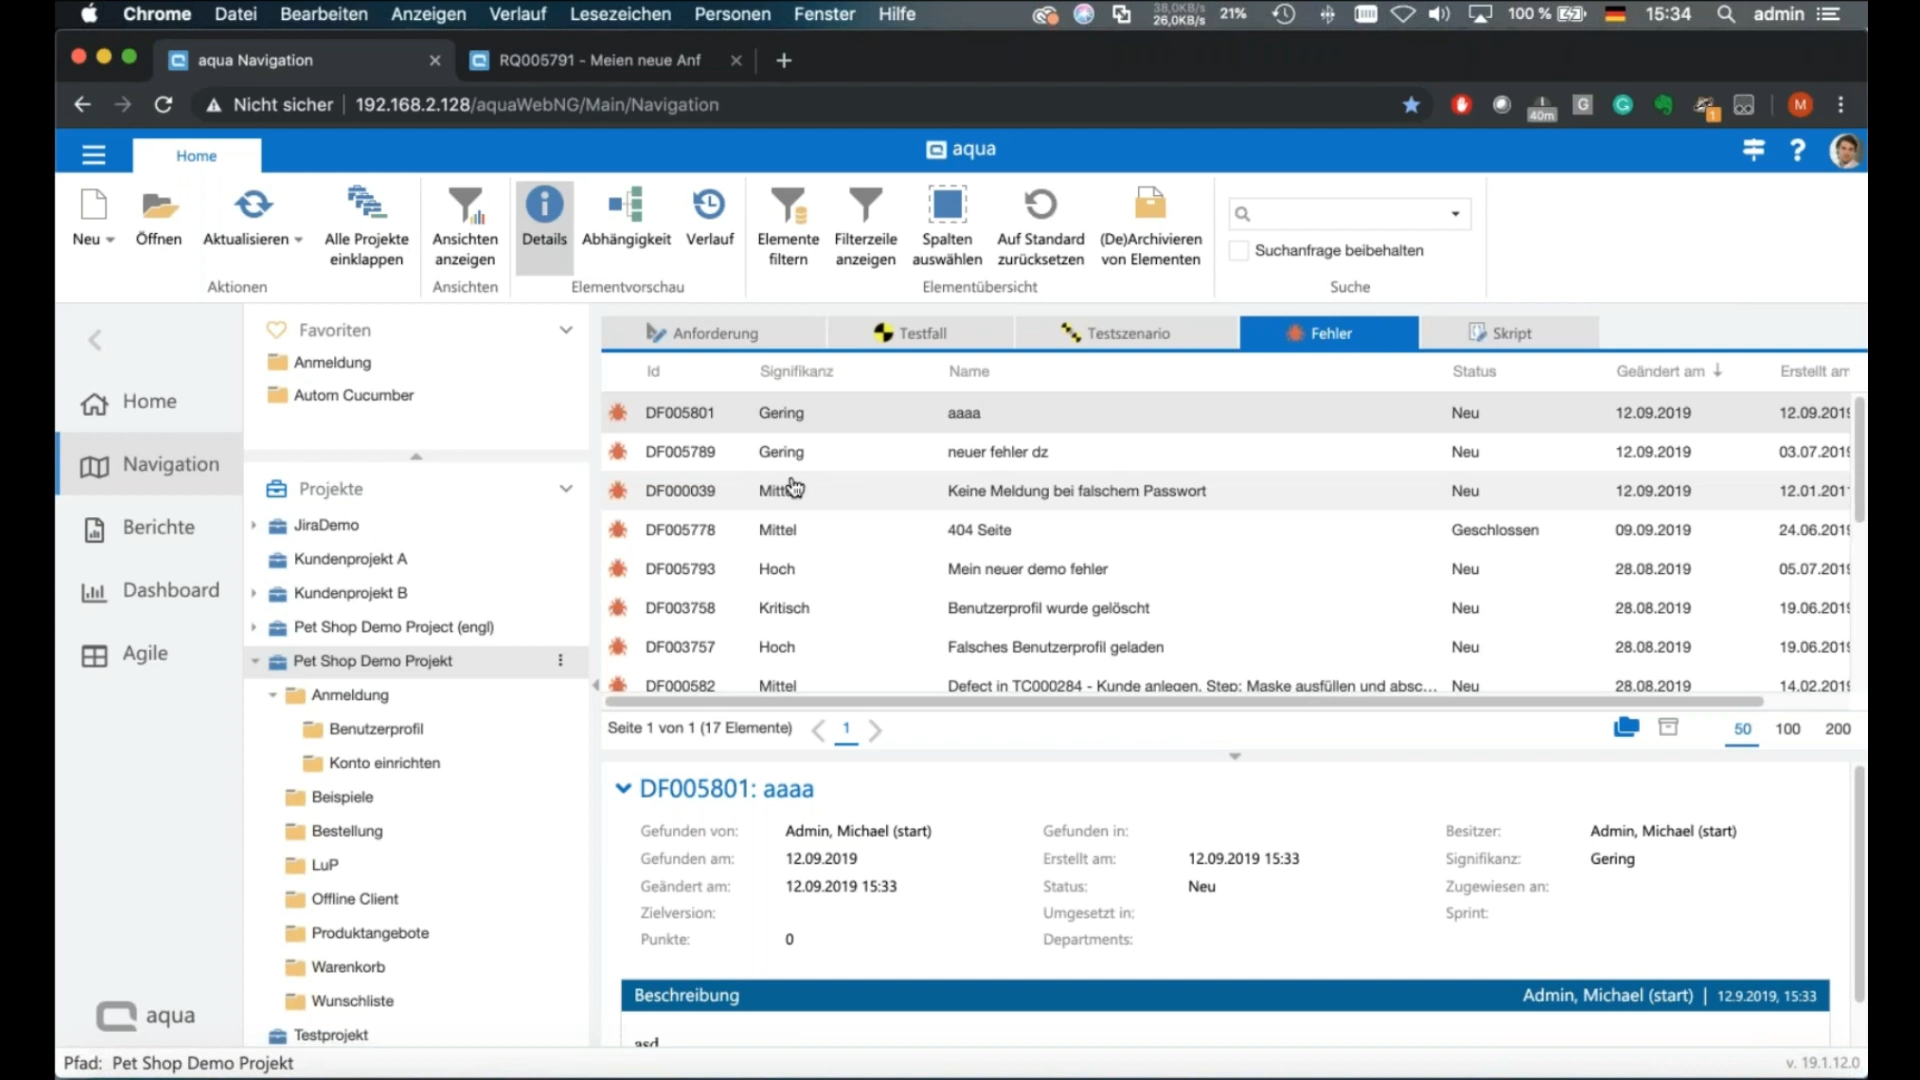 Chrome Datei Bearbeiten Anzeigen Verlauf Lesezeichen Personen Fenster Hilfe 38,0KB/s 26,0KB/s 21% 100 % 15:34 admin
aqua Navigation RQ005791 - Meien neue Anf
Nicht sicher 192.168.2.128/aquaWebNG/Main/Navigation 40m G G 1 M
Home aqua ?
Neu Öffnen Aktualisieren Alle Projekte einklappen Ansichten anzeigen Details Abhängigkeit Verlauf Elemente filtern Filterzeile anzeigen Spalten auswählen Auf Standard zurücksetzen (De)Archivieren von Elementen Suchanfrage beibehalten
Aktionen Ansichten Elementvorschau Elementübersicht Suche
Home
Navigation
Berichte
Dashboard
Agile
aqua
Favoriten
Anmeldung
Autom Cucumber
Projekte
JiraDemo
Kundenprojekt A
Kundenprojekt B
Pet Shop Demo Project (engl)
Pet Shop Demo Projekt
Anmeldung
Benutzerprofil
Konto einrichten
Beispiele
Bestellung
LuP
Offline Client
Produktangebote
Warenkorb
Wunschliste
Testprojekt
Anforderung Testfall Testszenario Fehler Skript
Id Signifikanz Name Status Geändert am Erstellt am
DF005801 Gering aaaa Neu 12.09.2019 12.09.2019
DF005789 Gering neuer fehler dz Neu 12.09.2019 03.07.2019
DF000039 Mittel Keine Meldung bei falschem Passwort Neu 12.09.2019 12.01.2011
DF005778 Mittel 404 Seite Geschlossen 09.09.2019 24.06.2019
DF005793 Hoch Mein neuer demo fehler Neu 28.08.2019 05.07.2019
DF003758 Kritisch Benutzerprofil wurde gelöscht Neu 28.08.2019 19.06.2019
DF003757 Hoch Falsches Benutzerprofil geladen Neu 28.08.2019 19.06.2019
DF000582 Mittel Defect in TC000284 - Kunde anlegen. Step: Maske ausfüllen und absc... Neu 28.08.2019 14.02.2019
Seite 1 von 1 (17 Elemente) 1 50 100 200
DF005801: aaaa
Gefunden von: Admin, Michael (start) Gefunden in: Besitzer: Admin, Michael (start)
Gefunden am: 12.09.2019 Erstellt am: 12.09.2019 15:33 Signifikanz: Gering
Geändert am: 12.09.2019 15:33 Status: Neu Zugewiesen an:
Zielversion: Umgesetzt in: Sprint:
Punkte: 0 Departments:
Beschreibung Admin, Michael (start) | 12.9.2019, 15:33
asd
Pfad: Pet Shop Demo Projekt v. 19.1.12.0